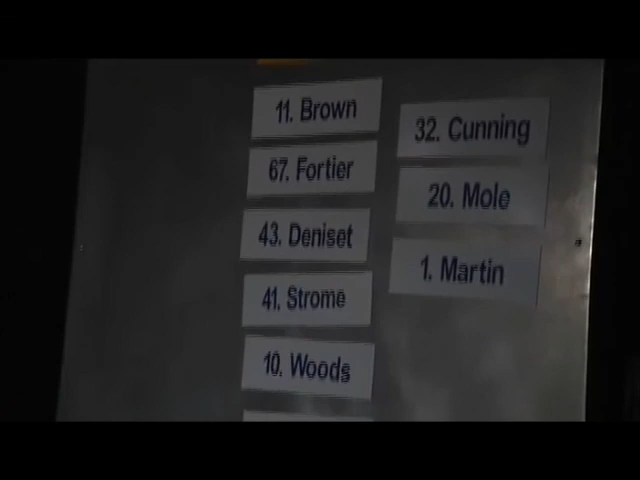 11. Brown
67. Fortier
43. Deniset
41. Strome
10. Woods
32. Cunning
20. Mole
1. Martin